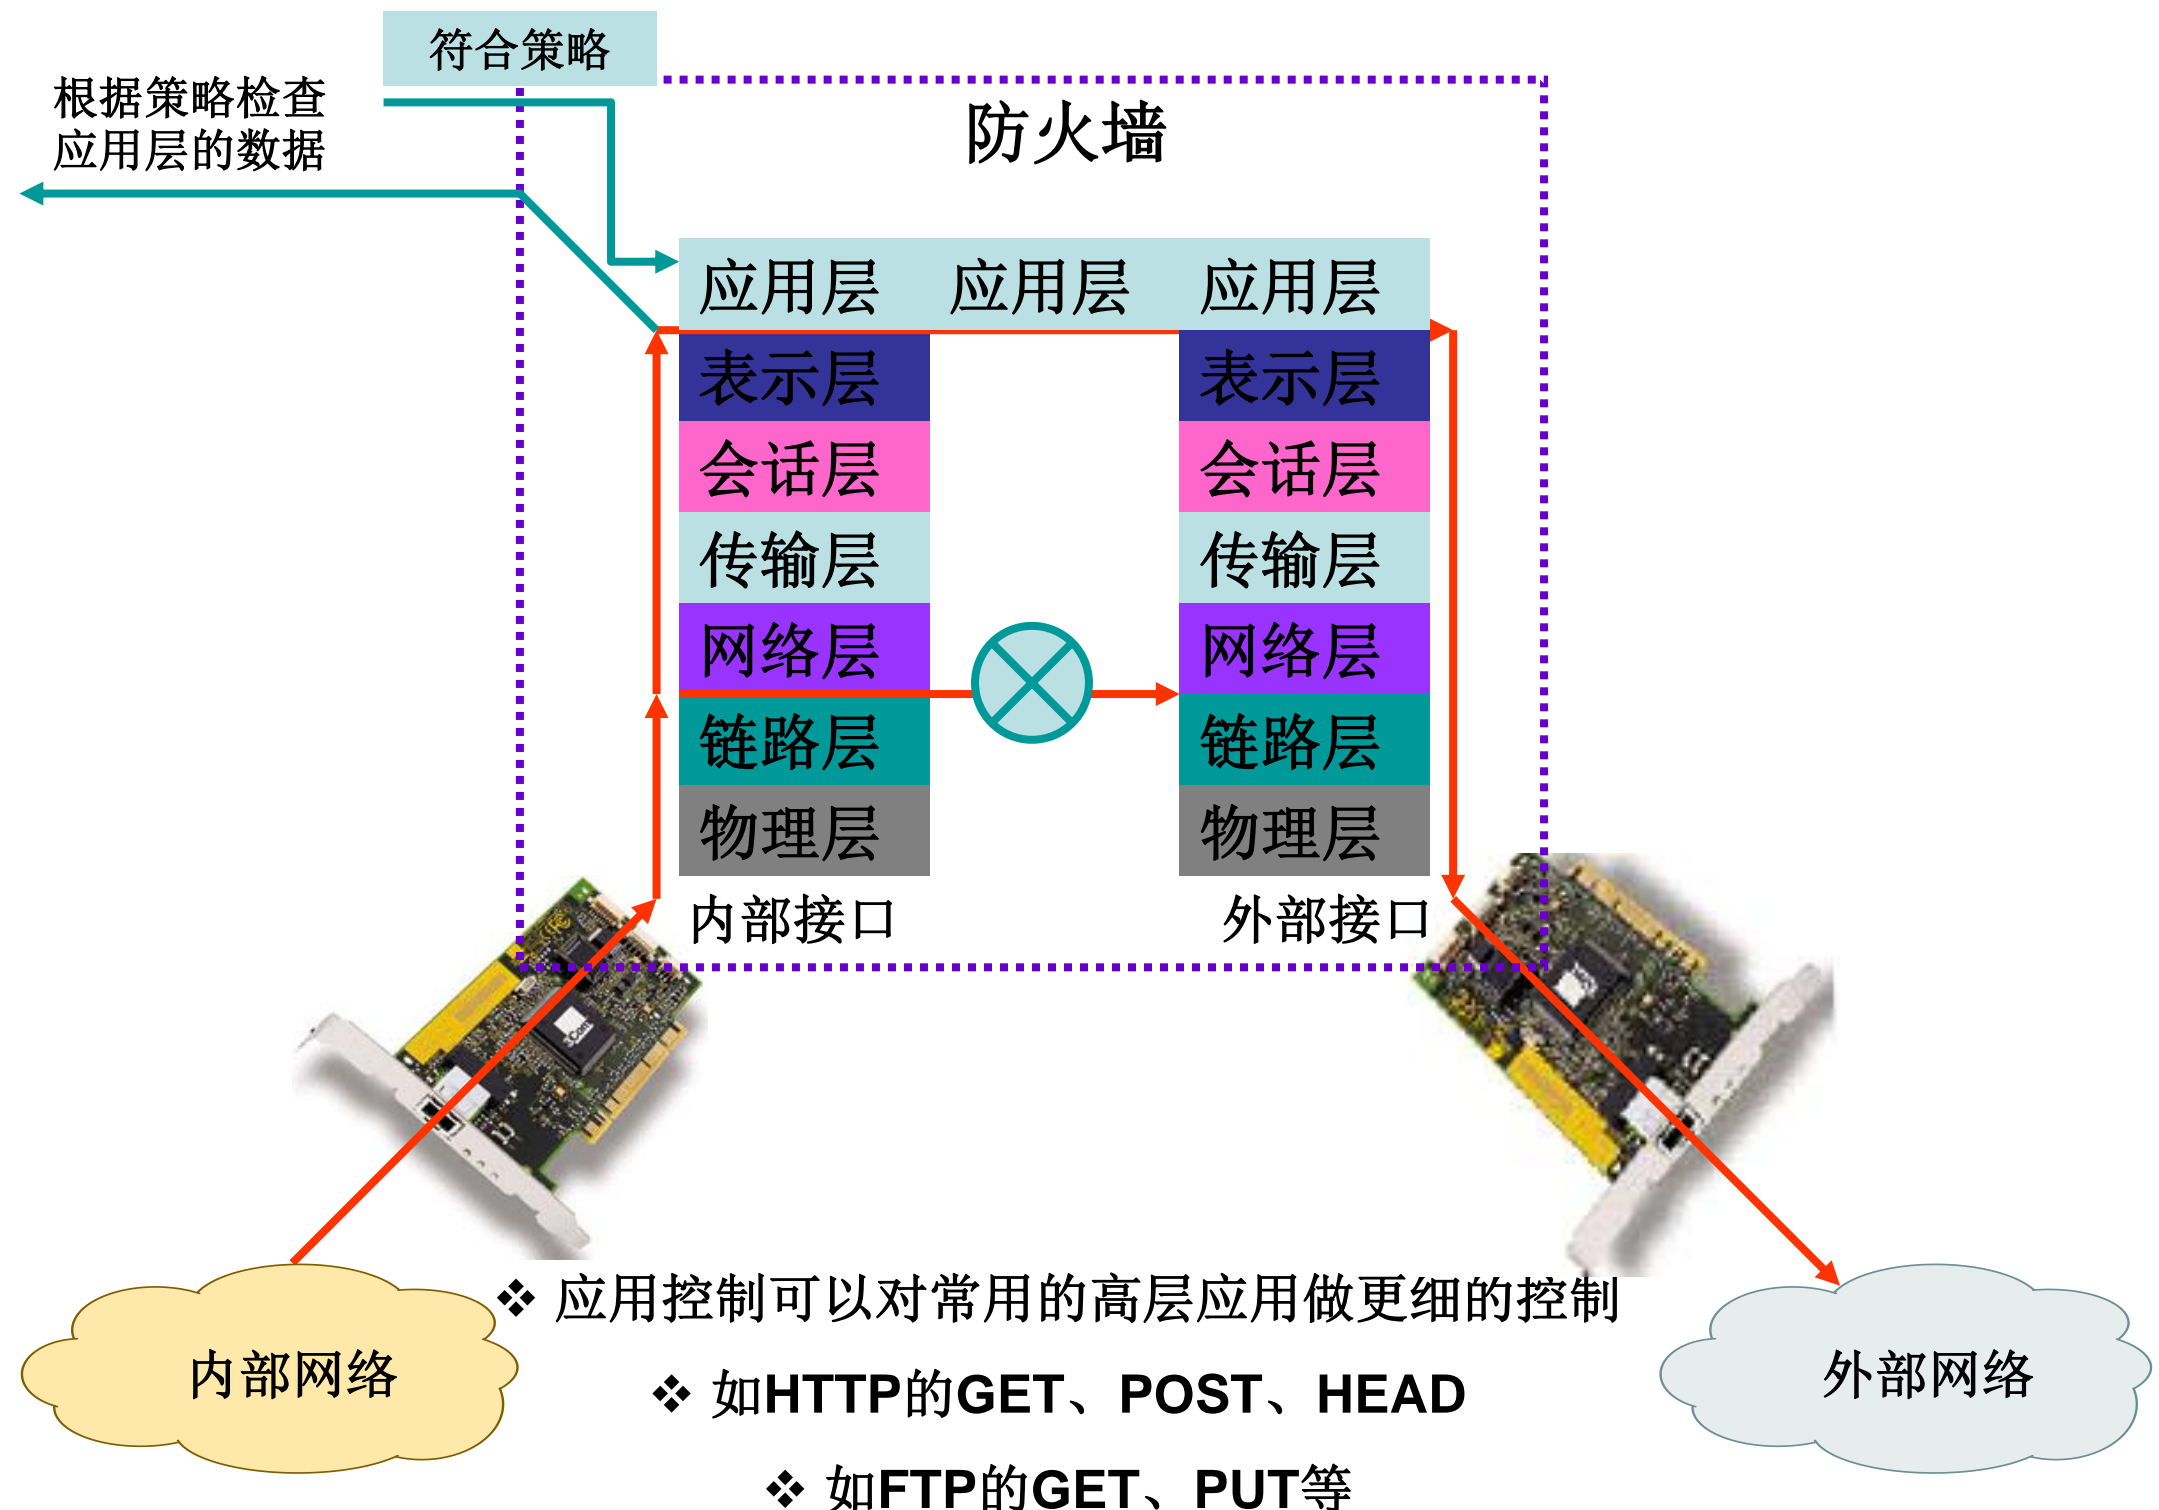 符合策略
根据策略检查
应用层的数据
防火墙
应用层 应用层 应用层
表示层 表示层
会话层 会话层
传输层 传输层
网络层 网络层
链路层 链路层
物理层 物理层
内部接口 外部接口
3Com
❖ 应用控制可以对常用的高层应用做更细的控制
内部网络 外部网络
❖ 如HTTP的GET、POST、HEAD
❖ 如FTP的GET、PUT等